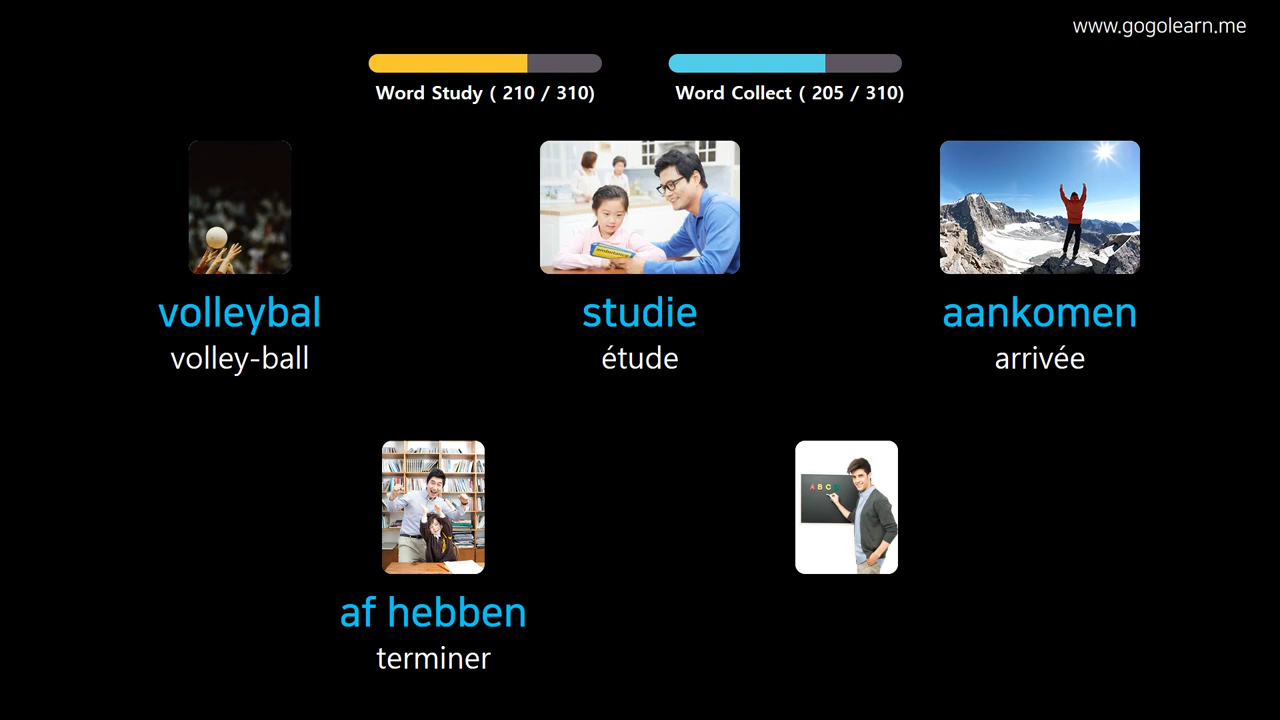 www.gogolearn.me
Word Study ( 210 / 310)
Word Collect ( 205 / 310)
volleybal
volley-ball
studie
étude
aankomen
arrivée
A B C
af hebben
terminer